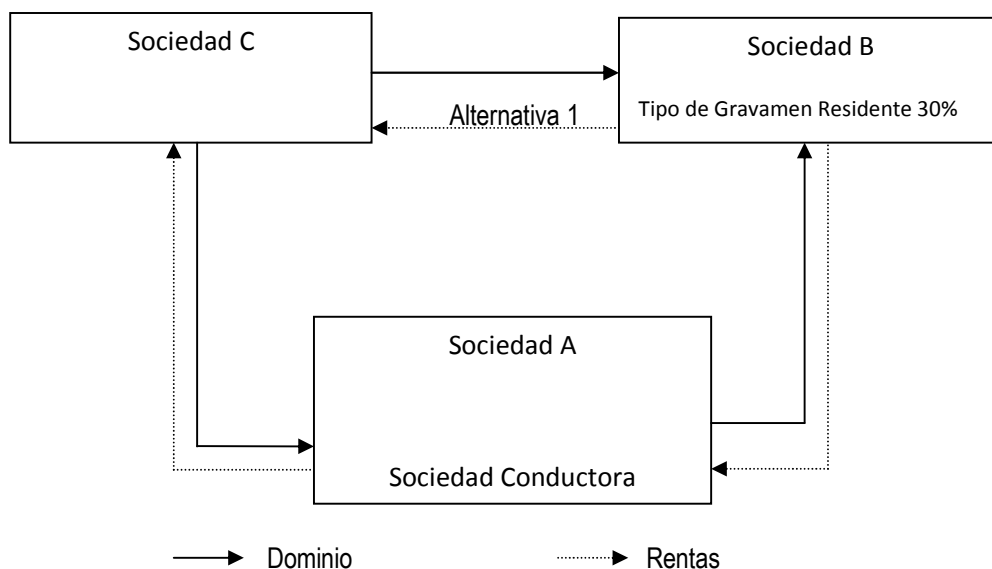 Sociedad C
Sociedad B
Tipo de Gravamen Residente 30%
Alternativa 1
Sociedad A
Sociedad Conductora
Dominio
Rentas